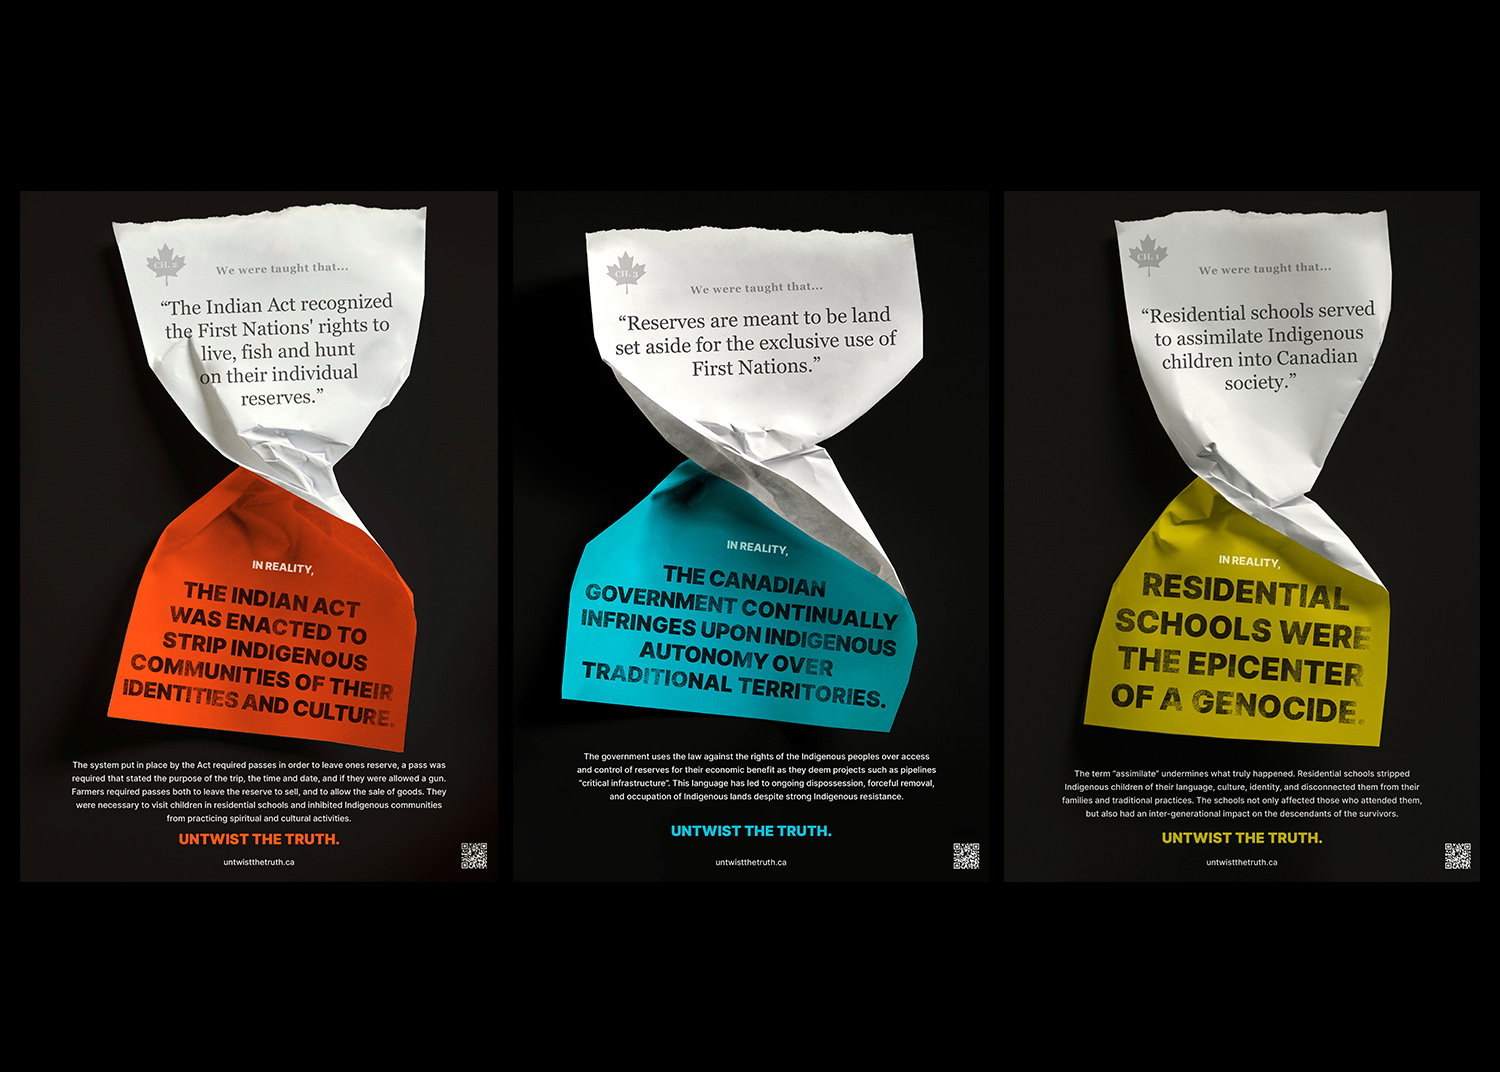 CH. 2
We were taught that...
“The Indian Act recognized
the First Nations' rights to
live, fish and hunt
on their individual
reserves.”
IN REALITY,
THE INDIAN ACT
WAS ENACTED TO
STRIP INDIGENOUS
COMMUNITIES OF THEIR
IDENTITIES AND CULTURE.
The system put in place by the Act required passes in order to leave ones reserve, a pass was
required that stated the purpose of the trip, the time and date, and if they were allowed a gun.
Farmers required passes both to leave the reserve to sell, and to allow the sale of goods. They
were necessary to visit children in residential schools and inhibited Indigenous communities
from practicing spiritual and cultural activities.
UNTWIST THE TRUTH.
untwistthetruth.ca
CH. 3
We were taught that...
“Reserves are meant to be land
set aside for the exclusive use of
First Nations.”
IN REALITY,
THE CANADIAN
GOVERNMENT CONTINUALLY
INFRINGES UPON INDIGENOUS
AUTONOMY OVER
TRADITIONAL TERRITORIES.
The government uses the law against the rights of the Indigenous peoples over access
and control of reserves for their economic benefit as they deem projects such as pipelines
“critical infrastructure”. This language has led to ongoing dispossession, forceful removal,
and occupation of Indigenous lands despite strong Indigenous resistance.
UNTWIST THE TRUTH.
untwistthetruth.ca
CH. 1
We were taught that...
“Residential schools served
to assimilate Indigenous
children into Canadian
society.”
IN REALITY,
RESIDENTIAL
SCHOOLS WERE
THE EPICENTER
OF A GENOCIDE.
The term “assimilate” undermines what truly happened. Residential schools stripped
Indigenous children of their language, culture, identity, and disconnected them from their
families and traditional practices. The schools not only affected those who attended them,
but also had an inter-generational impact on the descendants of the survivors.
UNTWIST THE TRUTH.
untwistthetruth.ca